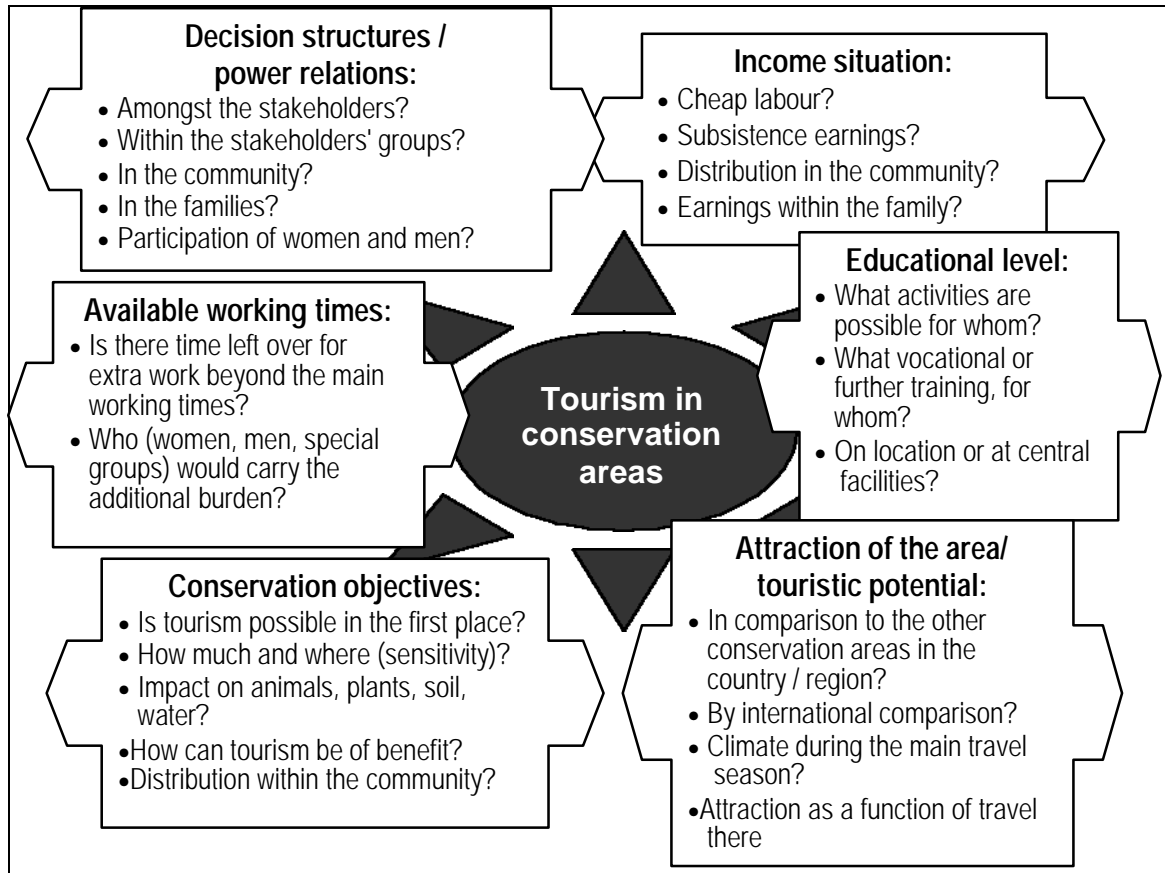 Decision structures /
power relations:
• Amongst the stakeholders?
• Within the stakeholders' groups?
• In the community?
• In the families?
• Participation of women and men?
Income situation:
• Cheap labour?
• Subsistence earnings?
• Distribution in the community?
• Earnings within the family?
Available working times:
• Is there time left over for
extra work beyond the main
working times?
• Who (women, men, special
groups) would carry the
additional burden?
Tourism in
conservation
areas
Educational level:
• What activities are
possible for whom?
• What vocational or
further training, for
whom?
• On location or at central
facilities?
Conservation objectives:
• Is tourism possible in the first place?
• How much and where (sensitivity)?
• Impact on animals, plants, soil,
water?
•How can tourism be of benefit?
•Distribution within the community?
Attraction of the area/
touristic potential:
• In comparison to the other
conservation areas in the
country / region?
• By international comparison?
• Climate during the main travel
season?
•Attraction as a function of travel
there